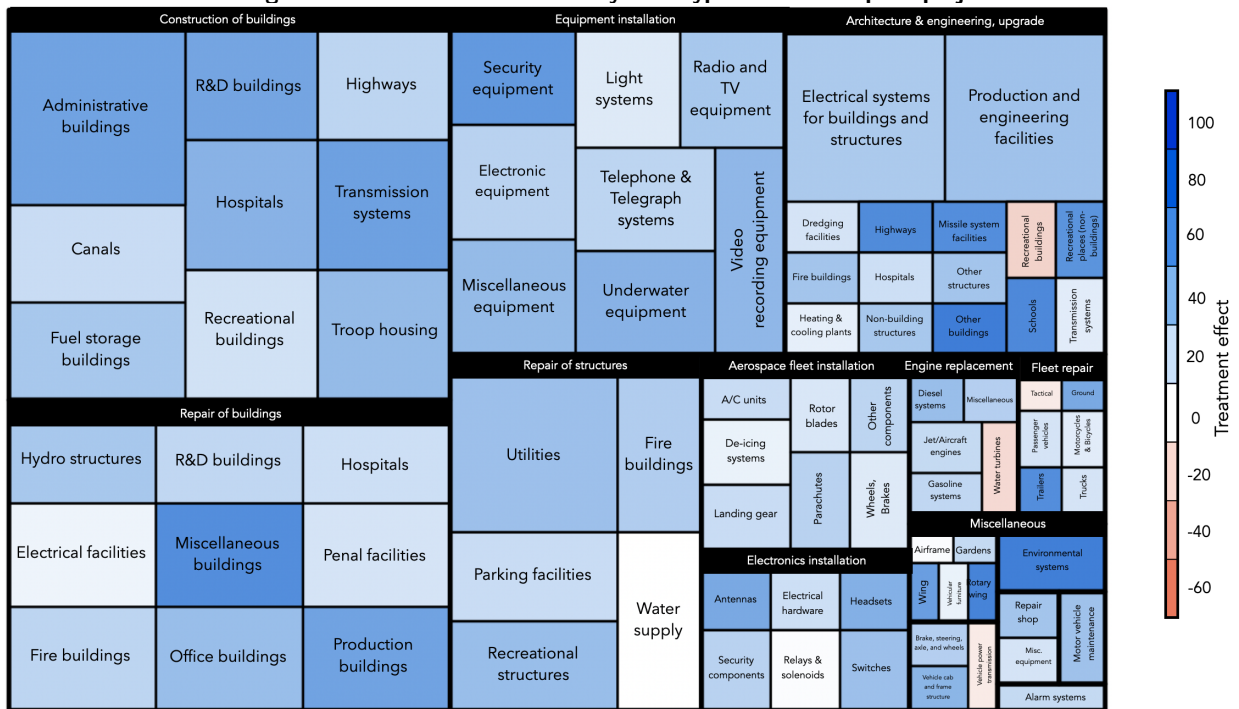 Construction of buildings
Administrative
buildings
R&D buildings
Highways
Hospitals
Transmission
systems
Canals
Fuel storage
buildings
Recreational
buildings
Troop housing
Equipment installation
Security
equipment
Light
systems
Radio and
TV
equipment
Electronic
equipment
Telephone &
Telegraph
systems
Video
recording equipment
Miscellaneous
equipment
Underwater
equipment
Architecture & engineering, upgrade
Electrical systems
for buildings and
structures
Production and
engineering
facilities
Dredging
facilities
Highways
Missile system
facilities
Recreational
buildings
Recreational
places (non-
buildings)
Fire buildings
Hospitals
Other
structures
Heating &
cooling plants
Non-building
structures
Other
buildings
Schools
Transmission
systems
Repair of buildings
Hydro structures
R&D buildings
Hospitals
Electrical facilities
Miscellaneous
buildings
Penal facilities
Fire buildings
Office buildings
Production
buildings
Repair of structures
Utilities
Fire
buildings
Parking facilities
Water
supply
Recreational
structures
Aerospace fleet installation
A/C units
Rotor
blades
Other
components
De-icing
systems
Landing gear
Parachutes
Wheels,
Brakes
Engine replacement
Diesel
systems
Miscellaneous
Jet/Aircraft
engines
Water turbines
Gasoline
systems
Fleet repair
Tactical
Ground
Passenger
vehicles
Motorcycles
& Bicycles
Trailers
Trucks
Electronics installation
Antennas
Electrical
hardware
Headsets
Security
components
Relays &
solenoids
Switches
Miscellaneous
Airframe
Gardens
Environmental
systems
Wing
Vehicular
furniture
Rotary
wing
Repair
shop
Motor vehicle
maintenance
Brake, steering,
axle, and wheels
Vehicle power
transmission
Misc.
equipment
Vehicle cab
and frame
structure
Alarm systems
100
80
60
40
20
0
-20
-40
-60
Treatment effect